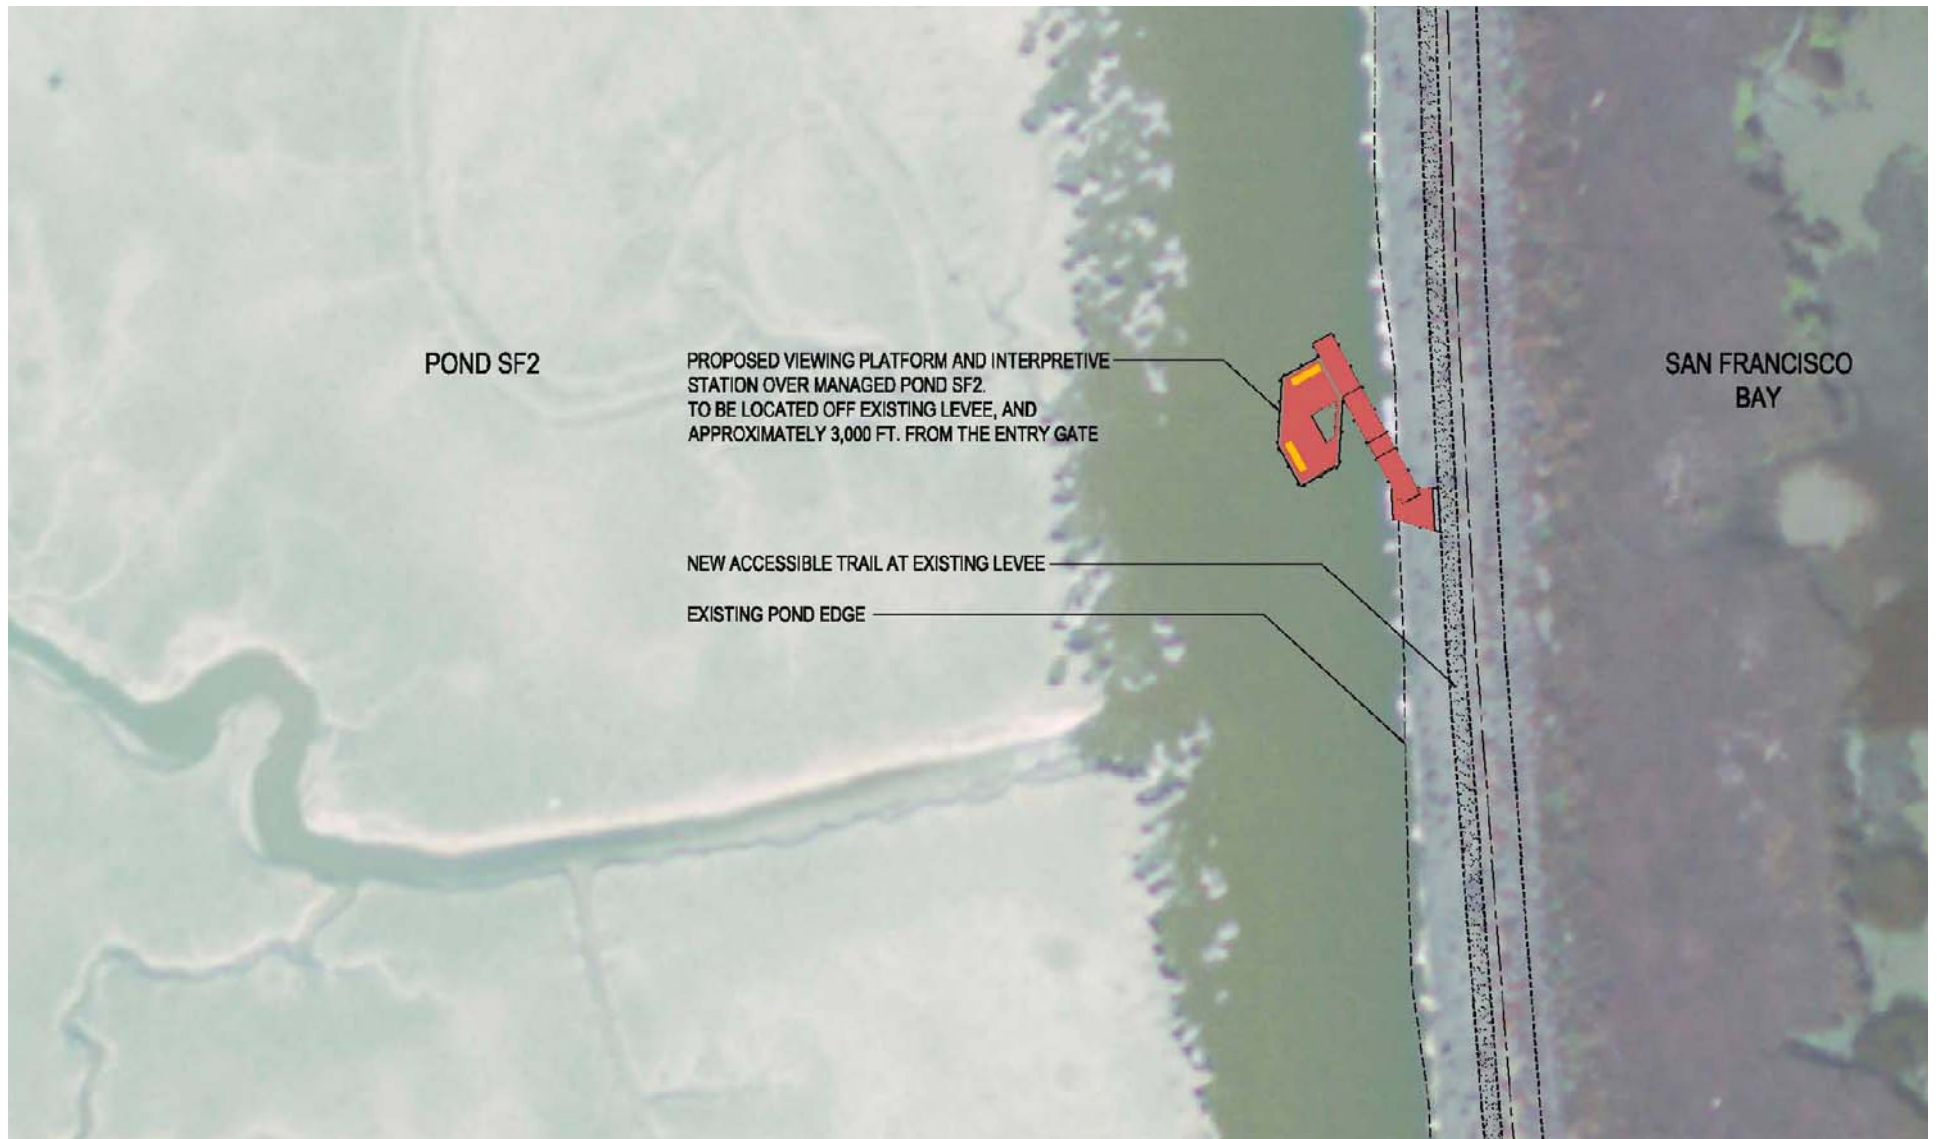 POND SF2
PROPOSED VIEWING PLATFORM AND INTERPRETIVE
STATION OVER MANAGED POND SF2.
TO BE LOCATED OFF EXISTING LEVEE, AND
APPROXIMATELY 3,000 FT. FROM THE ENTRY GATE
SAN FRANCISCO
BAY
NEW ACCESSIBLE TRAIL AT EXISTING LEVEE
EXISTING POND EDGE